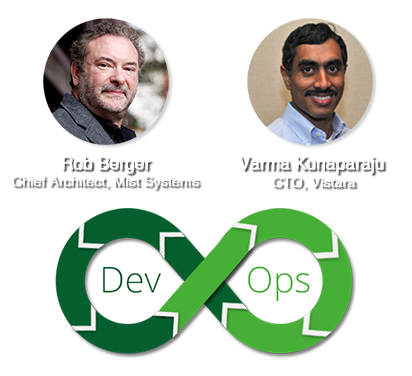 Rob Berger
Chief Architect, Mist Systems
Varma Kunaparaju
CTO, Vistara
Dev
Ops